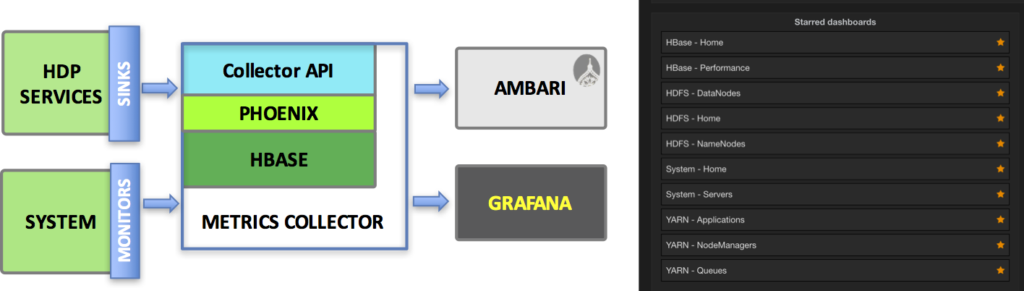 HDP
SERVICES
SINKS
SYSTEM
MONITORS
Collector API
PHOENIX
HBASE
METRICS COLLECTOR
AMBARI
GRAFANA
Starred dashboards
HBase - Home
HBase - Performance
HDFS - DataNodes
HDFS - Home
HDFS - NameNodes
System - Home
System - Servers
YARN - Applications
YARN - NodeManagers
YARN - Queues